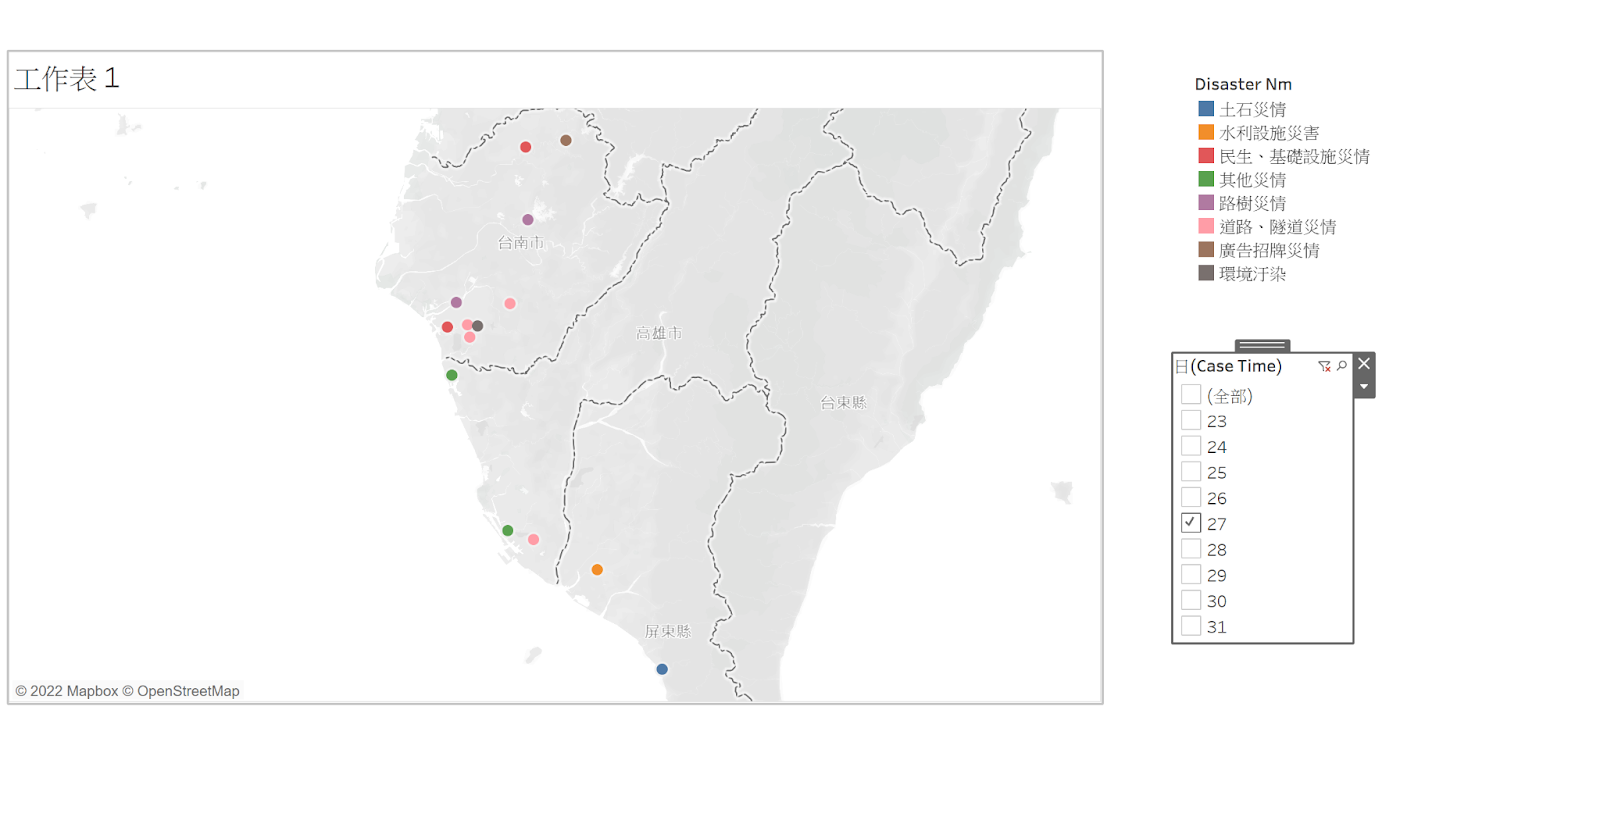 工作表 1
台南市
高雄市
台東縣
屏東縣
© 2022 Mapbox © OpenStreetMap
Disaster Nm
土石災情
水利設施災害
民生、基礎設施災情
其他災情
路樹災情
道路、隧道災情
廣告招牌災情
環境汙染
日(Case Time)
(全部)
23
24
25
26
27
28
29
30
31